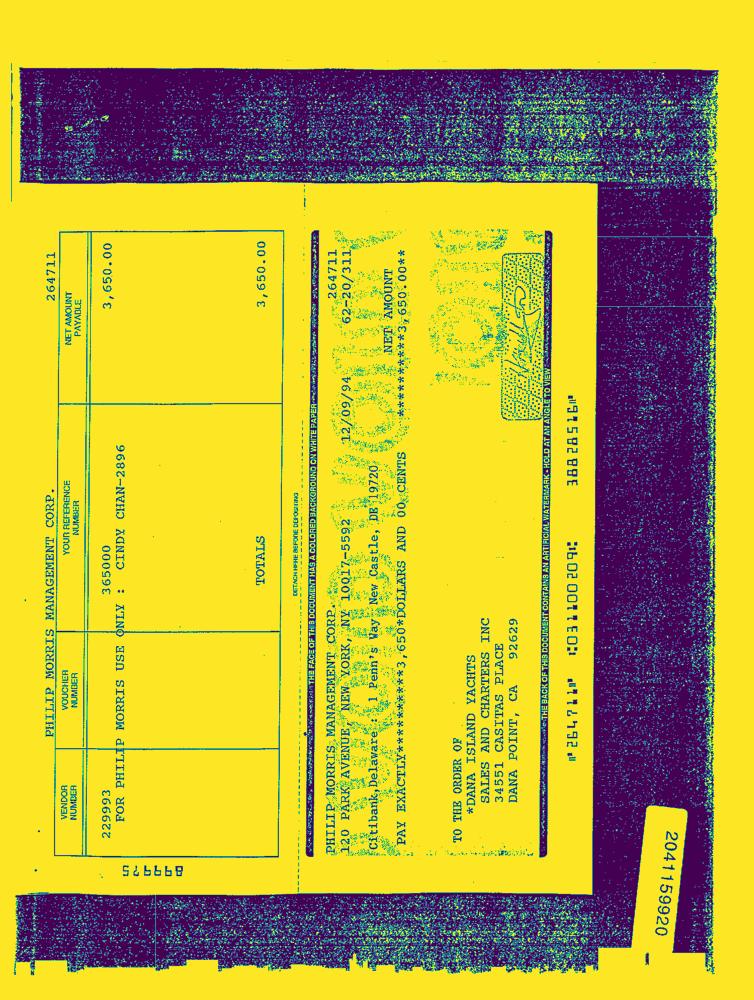 PHILIP MORRIS MANAGEMENT CORP. 264711
VENDOR NUMBER VOUCHER NUMBER YOUR REFERENCE NUMBER NET AMOUNT PAYABLE
229993 365000 3,650.00
FOR PHILIP MORRIS USE ONLY : CINDY CHAN-2896
TOTALS 3,650.00
DETACH HERE BEFORE DEPOSITING
THE FACE OF THIS DOCUMENT HAS A COLORED BACKGROUND ON WHITE PAPER
PHILIP MORRIS MANAGEMENT CORP. 264711
120 PARK AVENUE, NEW YORK, NY 10017-5592 12/09/94 62-20/311
Citibank, Delaware : 1 Penn's Way New Castle, DE 19720
NET AMOUNT
PAY EXACTLY**********3,650*DOLLARS AND 00 CENTS **********3,650.00**
TO THE ORDER OF
*DANA ISLAND YACHTS
SALES AND CHARTERS INC
34551 CASITAS PLACE
DANA POINT, CA 92629
THE BACK OF THIS DOCUMENT CONTAINS AN ARTIFICIAL WATERMARK - HOLD AT AN ANGLE TO VIEW
⑈264711⑈ ⑆031100209⑆ 38828516⑈
2041159920